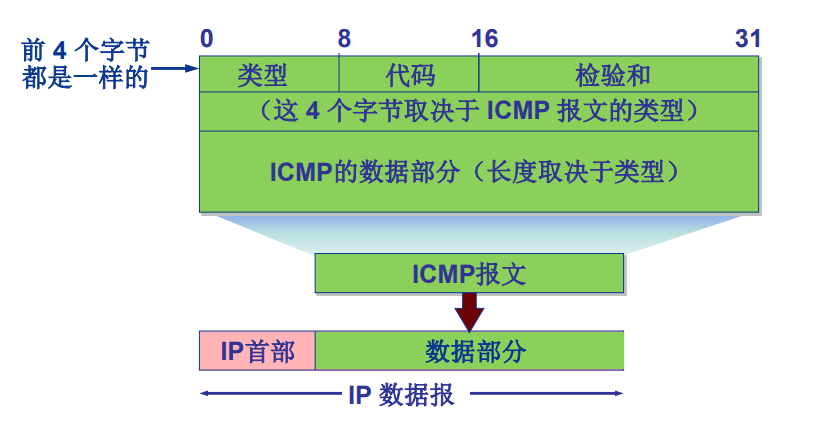 0 8 16 31
前 4 个字节
都是一样的
类型 代码 检验和
（这 4 个字节取决于 ICMP 报文的类型）
ICMP的数据部分（长度取决于类型）
ICMP报文
IP首部 数据部分
IP 数据报